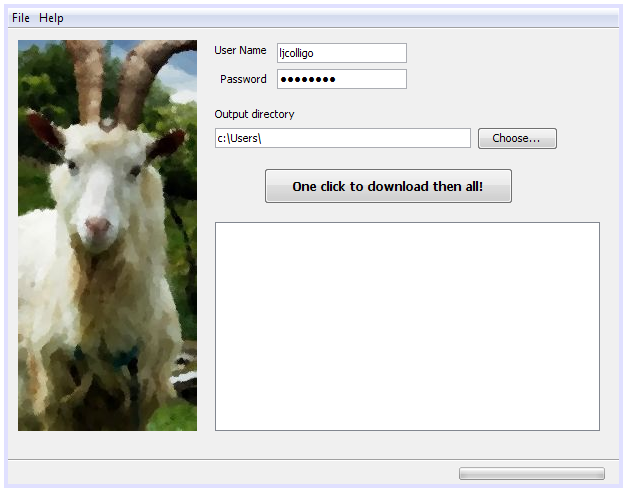 File Help
User Name ljcolligo
Password ●●●●●●●●
Output directory
c:\Users\ Choose...
One click to download then all!